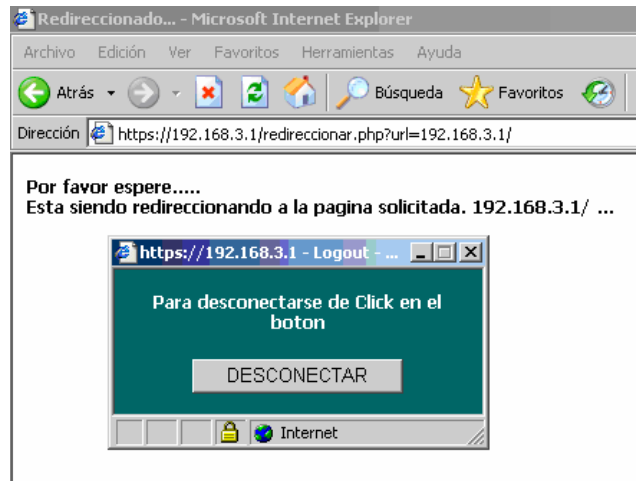 Redireccionado... - Microsoft Internet Explorer
Archivo Edición Ver Favoritos Herramientas Ayuda
Atrás Búsqueda Favoritos
Dirección https://192.168.3.1/redireccionar.php?url=192.168.3.1/
Por favor espere.....
Esta siendo redireccionando a la pagina solicitada. 192.168.3.1/ ...
https://192.168.3.1 - Logout - ...
Para desconectarse de Click en el
boton
DESCONECTAR
Internet